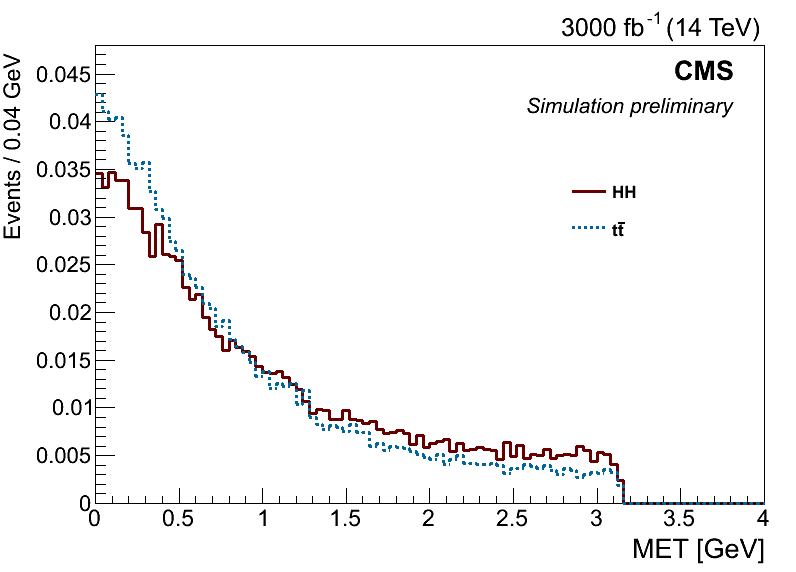 3000 fb⁻¹ (14 TeV)
CMS
Simulation preliminary
HH
tt̄
Events / 0.04 GeV
0.045
0.04
0.035
0.03
0.025
0.02
0.015
0.01
0.005
0
0 0.5 1 1.5 2 2.5 3 3.5 4
MET [GeV]